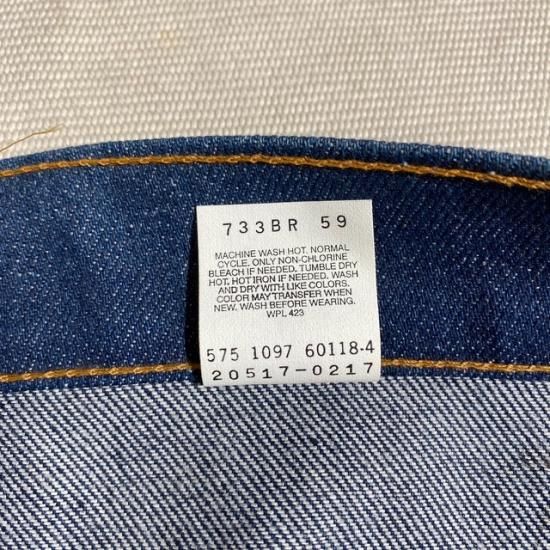 733BR 59
MACHINE WASH HOT. NORMAL
CYCLE. ONLY NON-CHLORINE
BLEACH IF NEEDED. TUMBLE DRY
HOT. HOT IRON IF NEEDED. WASH
AND DRY WITH LIKE COLORS.
COLOR MAY TRANSFER WHEN
NEW. WASH BEFORE WEARING.
WPL 423
575 1097 60118-4
20517-0217